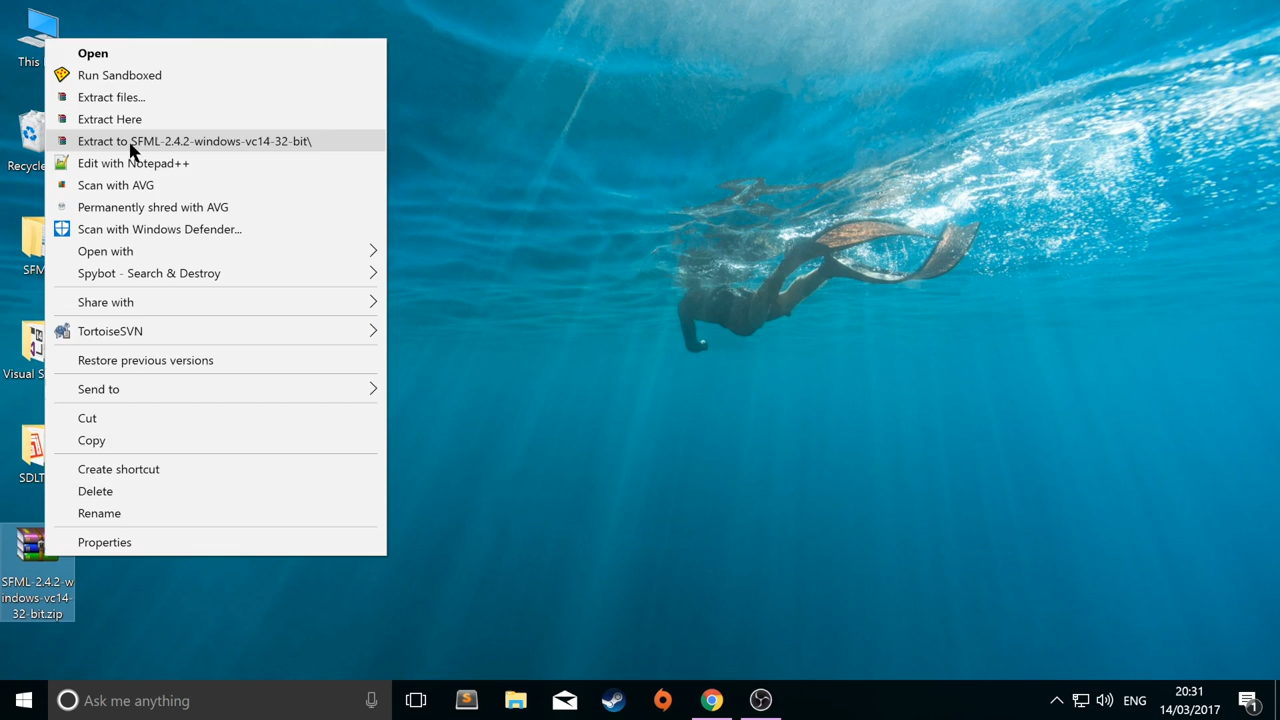 This
Recycle
SFM
Visual S
SDLT
SFML-2.4.2-w
indows-vc14-
32-bit.zip
Open
Run Sandboxed
Extract files...
Extract Here
Extract to SFML-2.4.2-windows-vc14-32-bit\
Edit with Notepad++
Scan with AVG
Permanently shred with AVG
Scan with Windows Defender...
Open with
Spybot - Search & Destroy
Share with
TortoiseSVN
Restore previous versions
Send to
Cut
Copy
Create shortcut
Delete
Rename
Properties
Ask me anything
ENG
20:31
14/03/2017
1